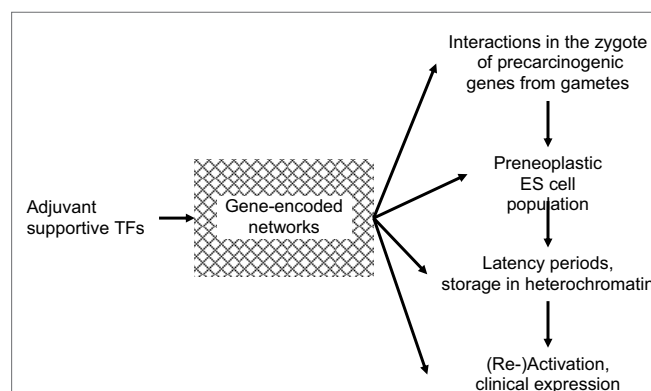 Interactions in the zygote
of precarcinogenic
genes from gametes
Preneoplastic
ES cell
population
Adjuvant
supportive TFs
Gene-encoded
networks
Latency periods,
storage in heterochromatin
(Re-)Activation,
clinical expression